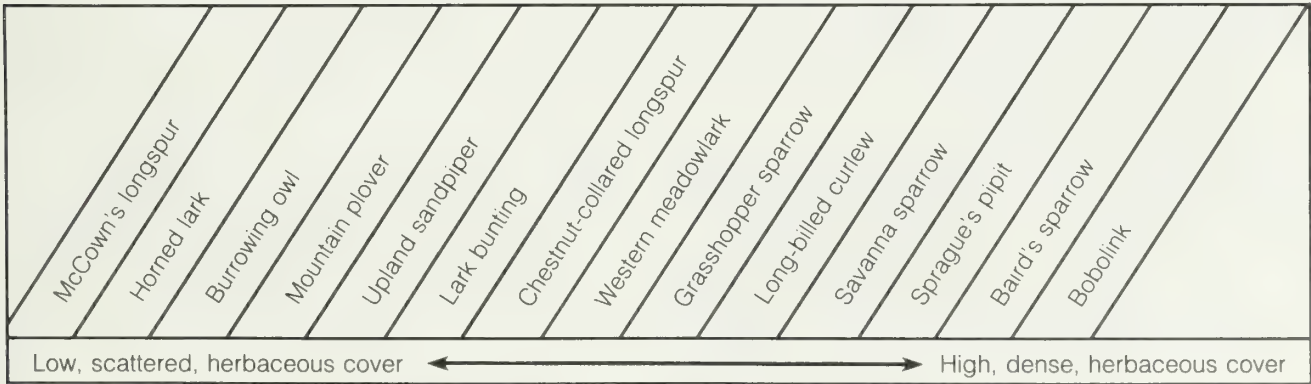 McCown's longspur
Horned lark
Burrowing owl
Mountain plover
Upland sandpiper
Lark bunting
Chestnut-collared longspur
Western meadowlark
Grasshopper sparrow
Long-billed curlew
Savanna sparrow
Sprague's pipit
Baird's sparrow
Bobolink
Low, scattered, herbaceous cover
High, dense, herbaceous cover